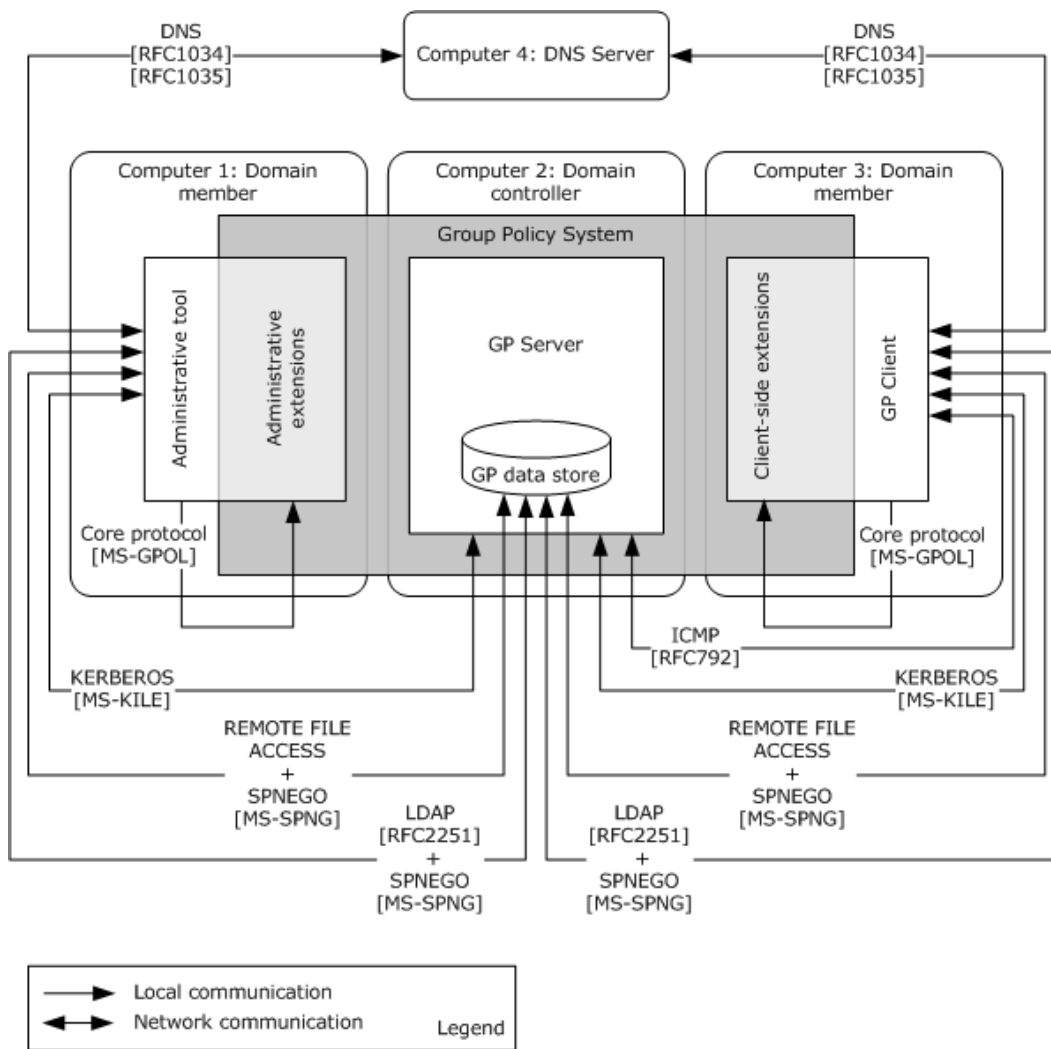 DNS
[RFC1034]
[RFC1035]
Computer 4: DNS Server
DNS
[RFC1034]
[RFC1035]
Computer 1: Domain
member
Computer 2: Domain
controller
Computer 3: Domain
member
Group Policy System
Administrative tool
Administrative
extensions
GP Server
GP data store
Client-side extensions
GP Client
Core protocol
[MS-GPOL]
Core protocol
[MS-GPOL]
ICMP
[RFC792]
KERBEROS
[MS-KILE]
KERBEROS
[MS-KILE]
REMOTE FILE
ACCESS
+
SPNEGO
[MS-SPNG]
REMOTE FILE
ACCESS
+
SPNEGO
[MS-SPNG]
LDAP
[RFC2251]
+
SPNEGO
[MS-SPNG]
LDAP
[RFC2251]
+
SPNEGO
[MS-SPNG]
Local communication
Network communication
Legend